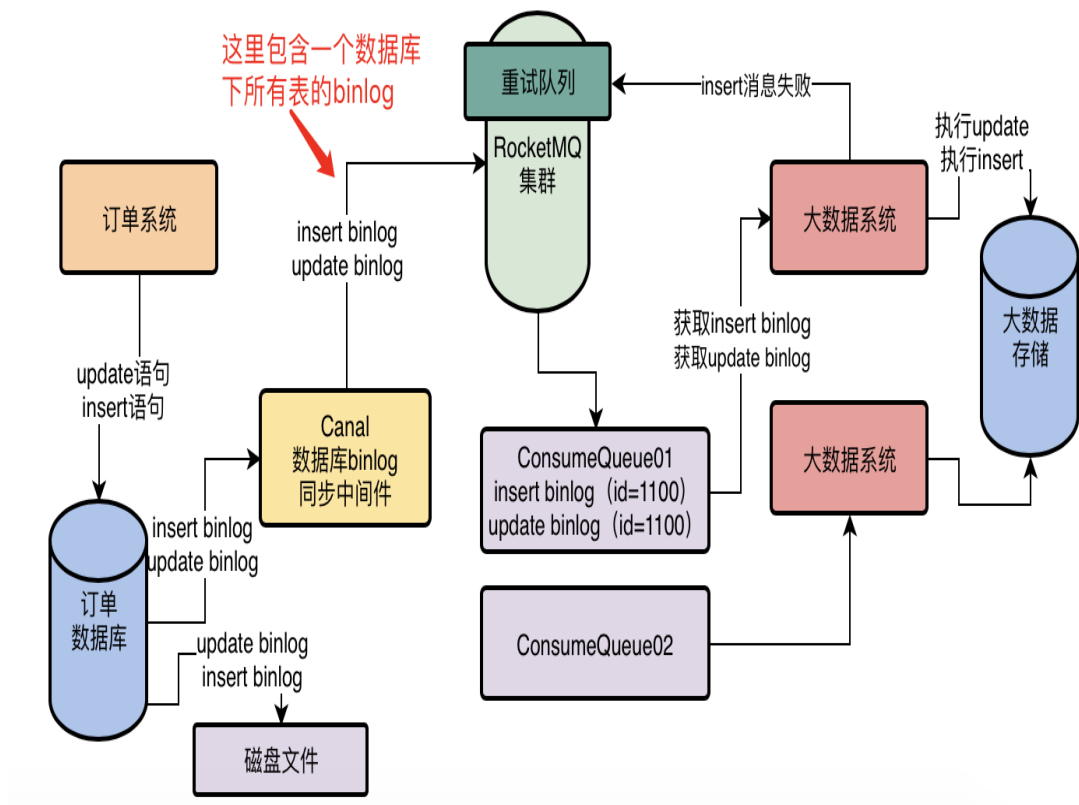 这里包含一个数据库
下所有表的binlog
重试队列
insert消息失败
执行update
执行insert
RocketMQ
集群
订单系统
大数据系统
insert binlog
update binlog
大数据
存储
获取insert binlog
获取update binlog
update语句
insert语句
Canal
数据库binlog
同步中间件
ConsumeQueue01
insert binlog（id=1100）
update binlog（id=1100）
大数据系统
insert binlog
update binlog
订单
数据库
update binlog
insert binlog
ConsumeQueue02
磁盘文件